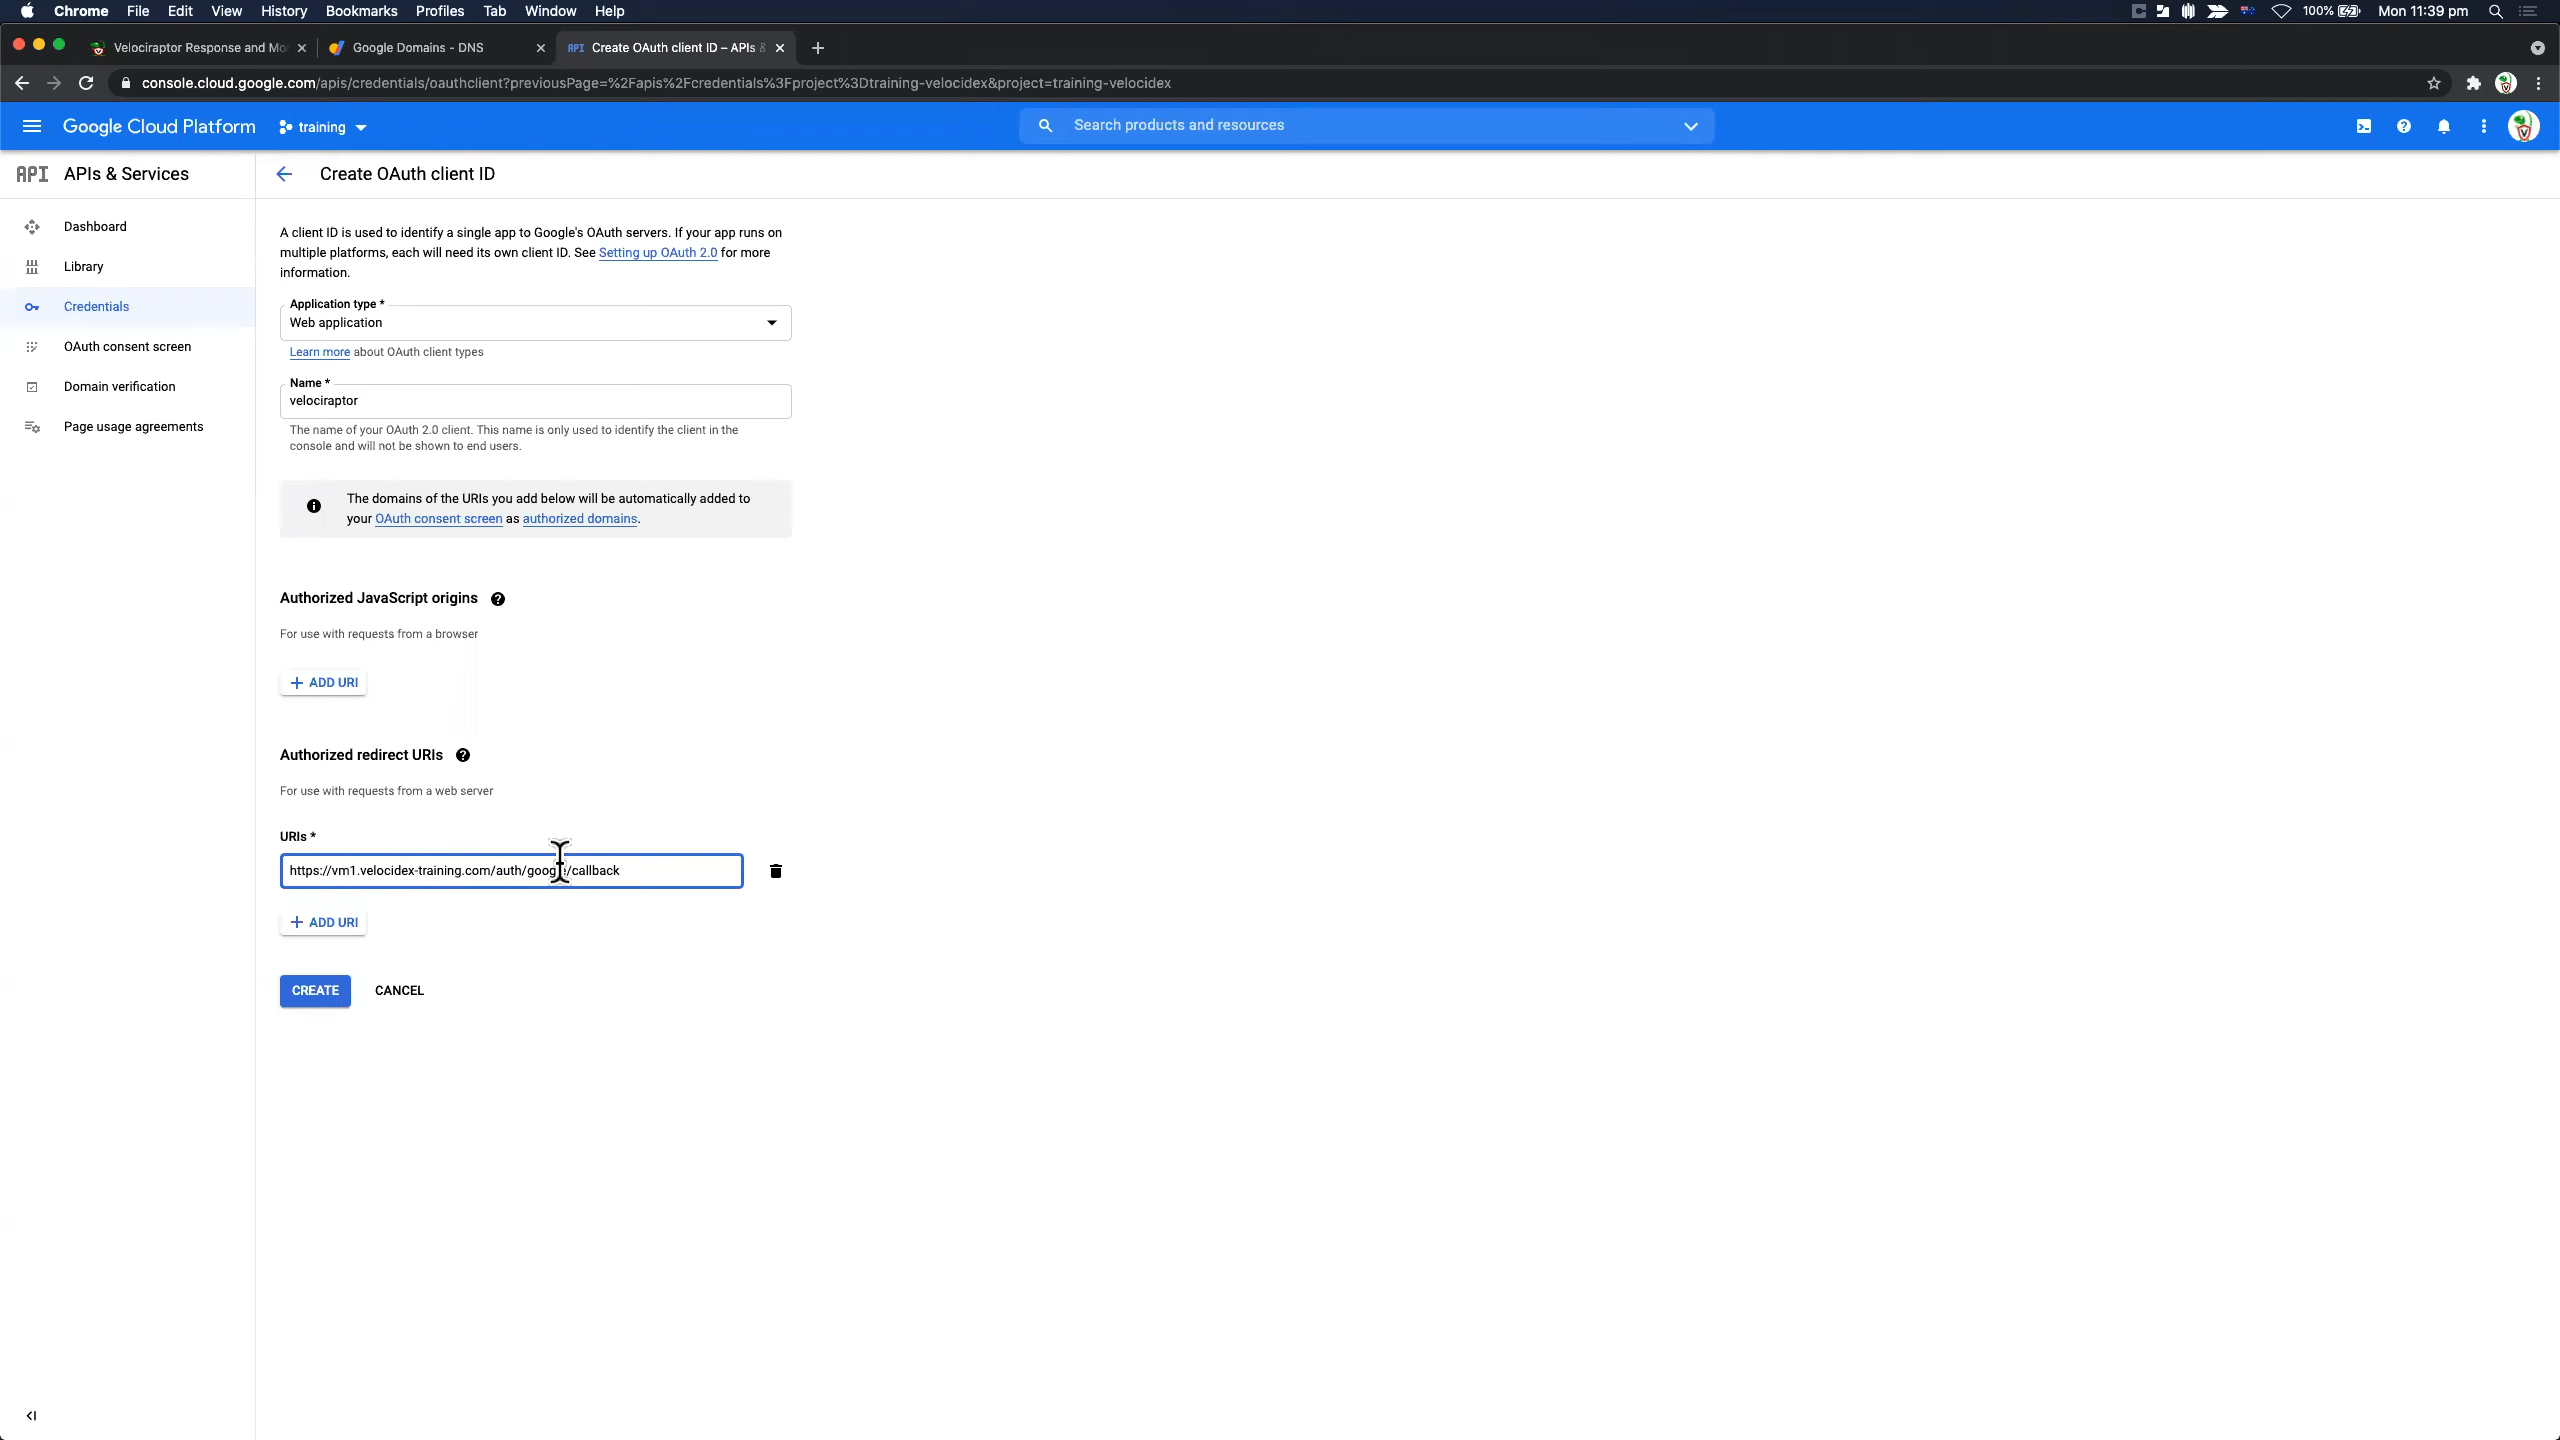 Chrome File Edit View History Bookmarks Profiles Tab Window Help 100% Mon 11:39 pm
Velociraptor Response and Mo Google Domains - DNS API Create OAuth client ID – APIs &
console.cloud.google.com/apis/credentials/oauthclient?previousPage=%2Fapis%2Fcredentials%3Fproject%3Dtraining-velocidex&project=training-velocidex
Google Cloud Platform training Search products and resources
API APIs & Services
Create OAuth client ID
Dashboard
Library
Credentials
OAuth consent screen
Domain verification
Page usage agreements
A client ID is used to identify a single app to Google's OAuth servers. If your app runs on
multiple platforms, each will need its own client ID. See Setting up OAuth 2.0 for more
information.
Application type *
Web application
Learn more about OAuth client types
Name *
velociraptor
The name of your OAuth 2.0 client. This name is only used to identify the client in the
console and will not be shown to end users.
The domains of the URIs you add below will be automatically added to
your OAuth consent screen as authorized domains.
Authorized JavaScript origins
For use with requests from a browser
+ ADD URI
Authorized redirect URIs
For use with requests from a web server
URIs *
https://vm1.velocidex-training.com/auth/google/callback
+ ADD URI
CREATE CANCEL